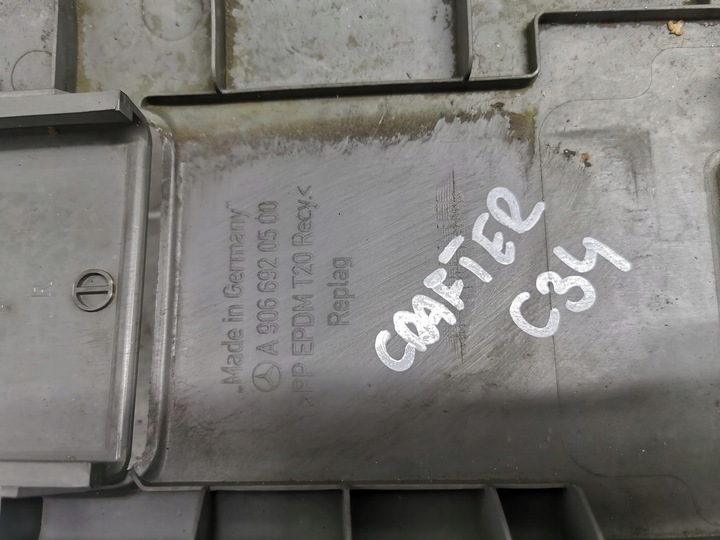 „Made in Germany”
A 906 692 05 00
>PP EPDM T20 Recy.<
Replag
CRAFTER
C34